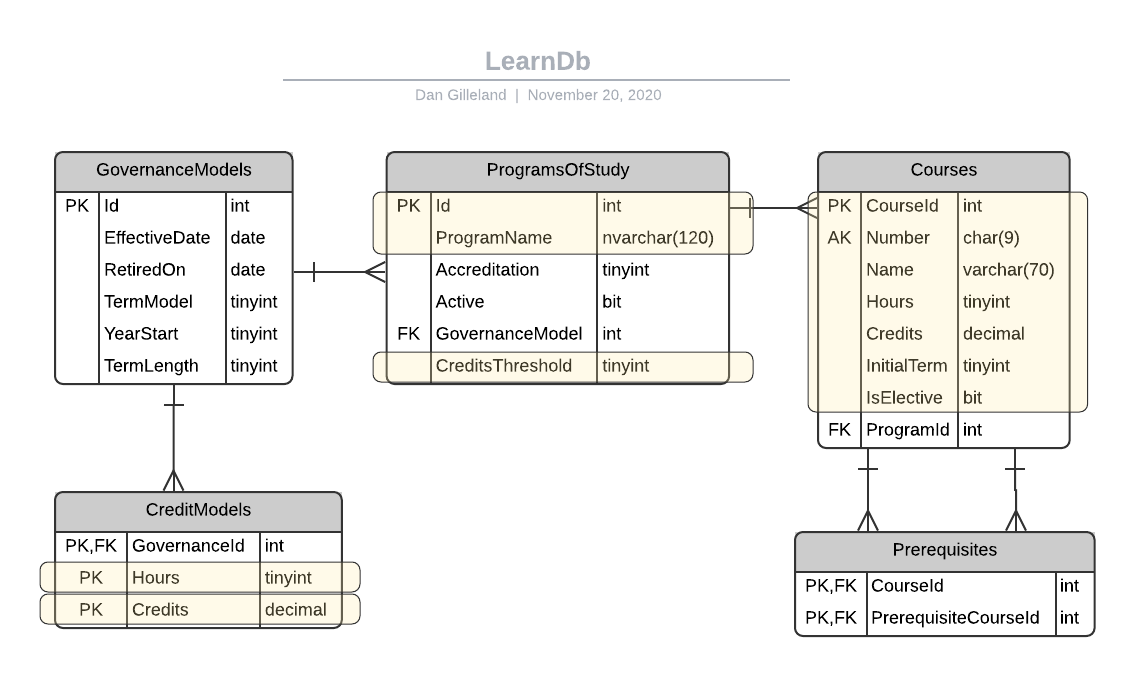 LearnDb
Dan Gilleland | November 20, 2020
GovernanceModels
PK Id int
EffectiveDate date
RetiredOn date
TermModel tinyint
YearStart tinyint
TermLength tinyint
ProgramsOfStudy
PK Id int
ProgramName nvarchar(120)
Accreditation tinyint
Active bit
FK GovernanceModel int
CreditsThreshold tinyint
Courses
PK CourseId int
AK Number char(9)
Name varchar(70)
Hours tinyint
Credits decimal
InitialTerm tinyint
IsElective bit
FK ProgramId int
CreditModels
PK,FK GovernanceId int
PK Hours tinyint
PK Credits decimal
Prerequisites
PK,FK CourseId int
PK,FK PrerequisiteCourseId int